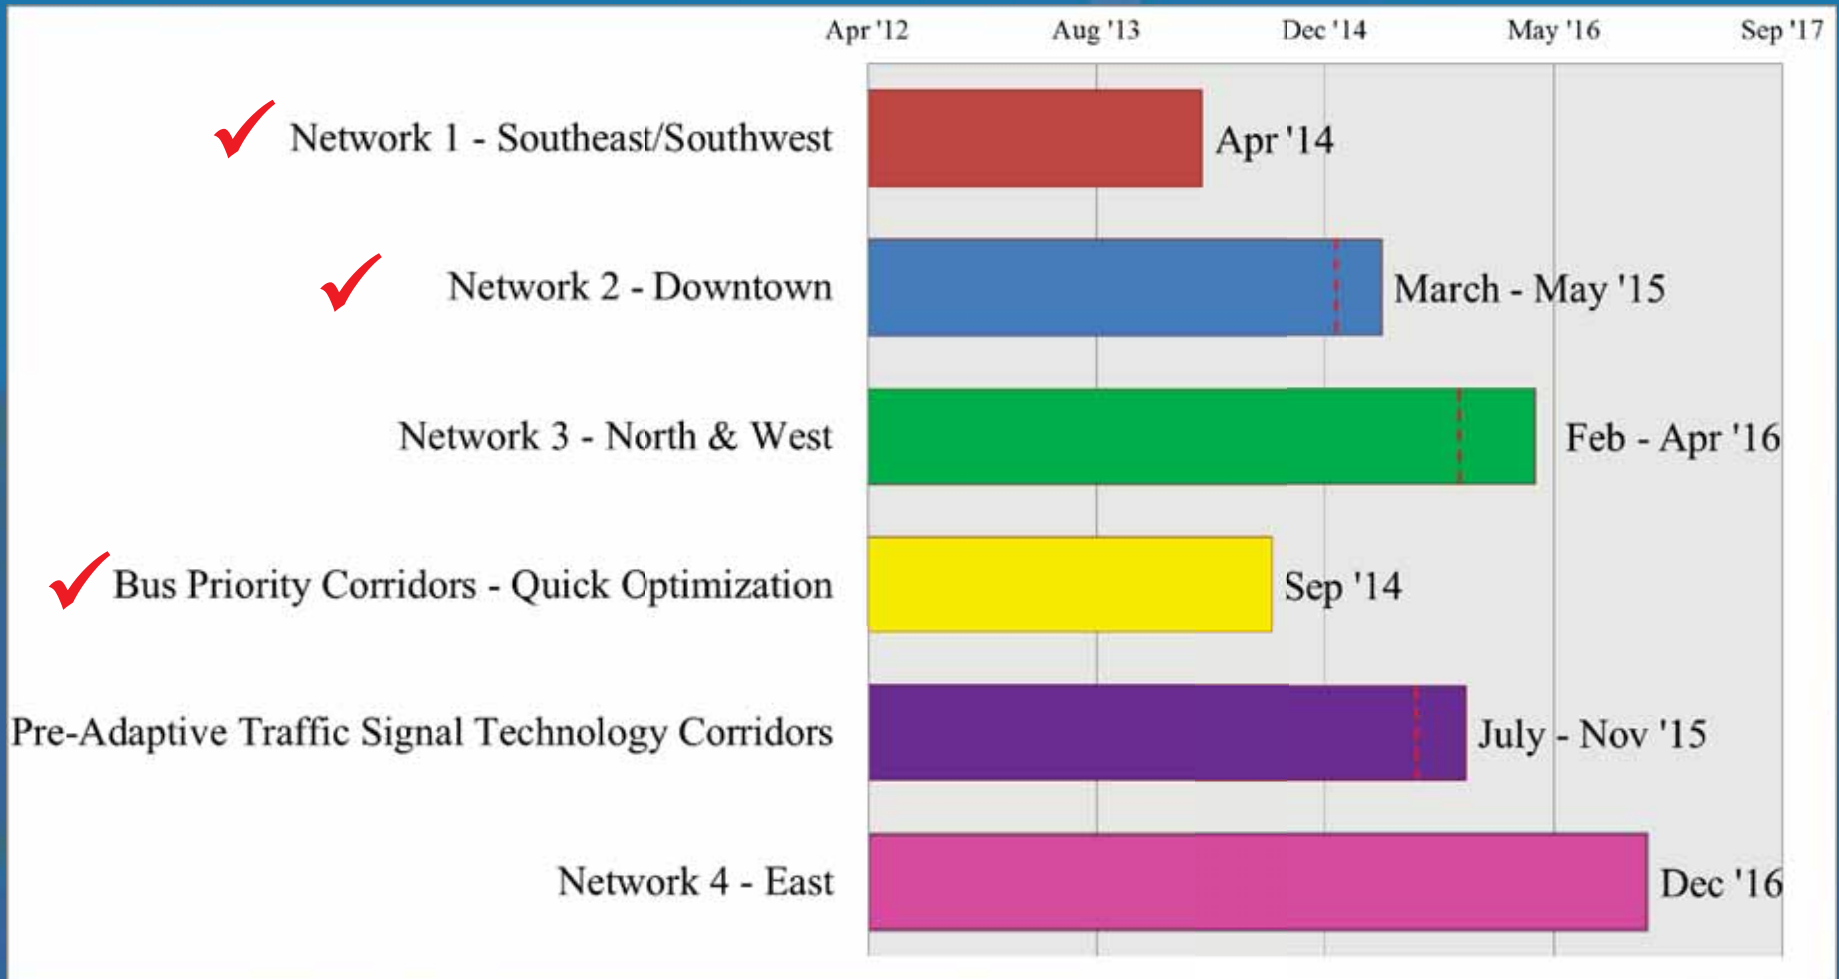 Apr '12 Aug '13 Dec '14 May '16 Sep '17
Network 1 - Southeast/Southwest Apr '14
Network 2 - Downtown March - May '15
Network 3 - North & West Feb - Apr '16
Bus Priority Corridors - Quick Optimization Sep '14
Pre-Adaptive Traffic Signal Technology Corridors July - Nov '15
Network 4 - East Dec '16